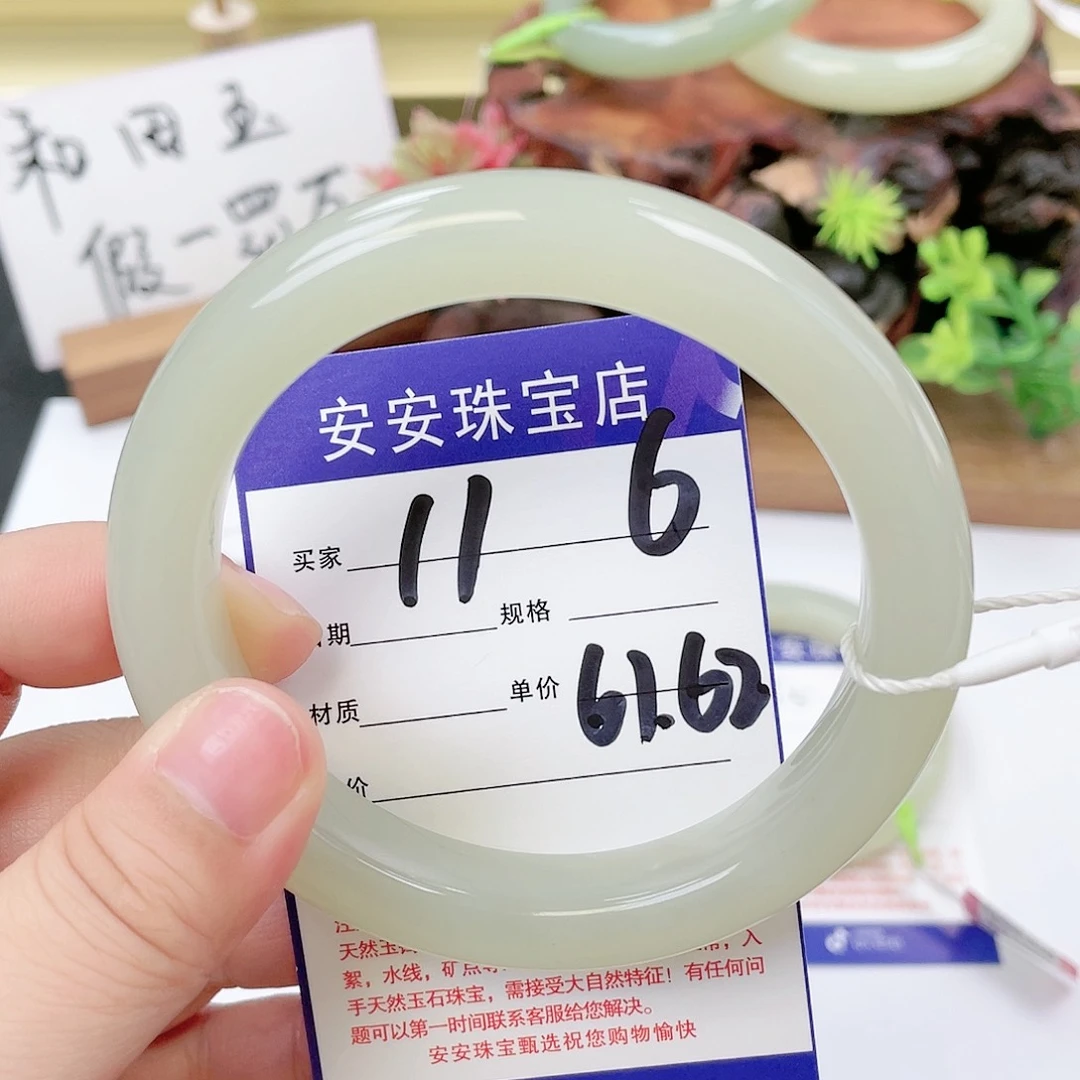 和田玉
假一罚万
安安珠宝店
买家 11 6
期 规格
材质 单价 61.62
价
天然玉
絮，水线，矿点 ，入
手天然玉石珠宝，需接受大自然特征！有任何问
题可以第一时间联系客服给您解决。
安安珠宝甄选祝您购物愉快